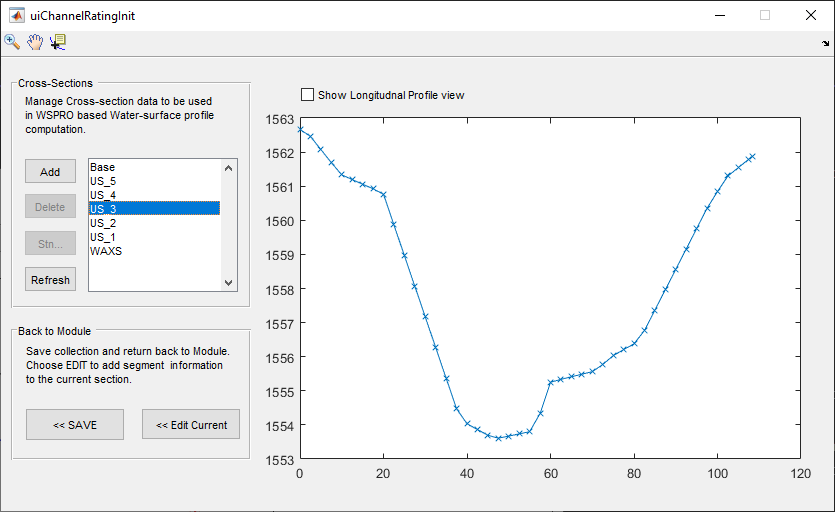 uiChannelRatingInit
Cross-Sections
Manage Cross-section data to be used
in WSPRO based Water-surface profile
computation.
Add
Delete
Stn...
Refresh
Base
US_5
US_4
US_3
US_2
US_1
WAXS
Back to Module
Save collection and return back to Module.
Choose EDIT to add segment information
to the current section.
<< SAVE
<< Edit Current
Show Longitudnal Profile view
1563
1562
1561
1560
1559
1558
1557
1556
1555
1554
1553
0
20
40
60
80
100
120